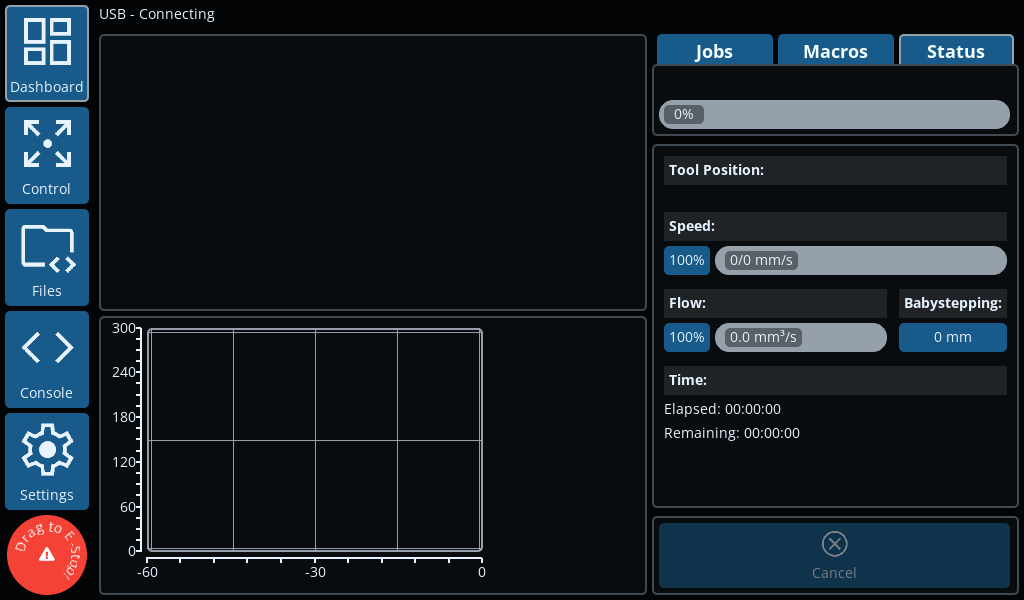 USB - Connecting
Dashboard
Control
Files
Console
Settings
Drag to E-Stop!
300
240
180
120
60
0
-60
-30
0
Jobs
Macros
Status
0%
Tool Position:
Speed:
100%
0/0 mm/s
Flow:
Babystepping:
100%
0.0 mm³/s
0 mm
Time:
Elapsed: 00:00:00
Remaining: 00:00:00
Cancel